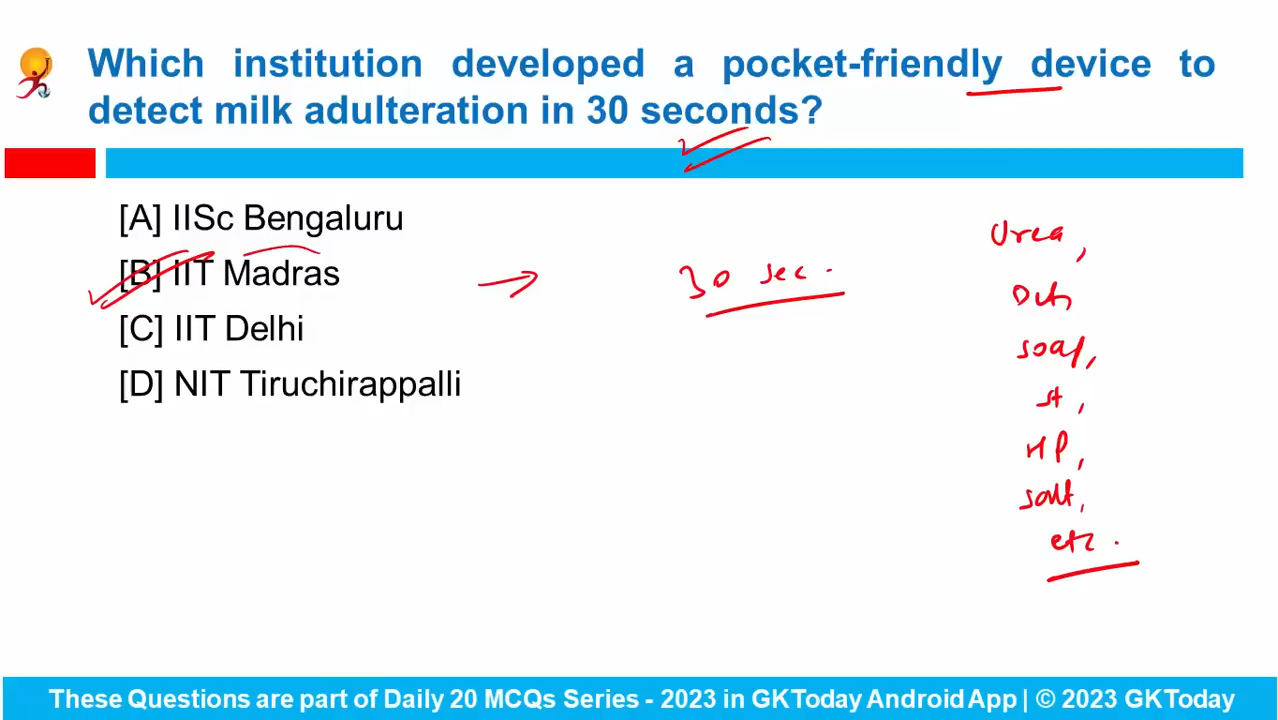 Which institution developed a pocket-friendly device to
detect milk adulteration in 30 seconds?
[A] IISc Bengaluru
[B] IIT Madras
[C] IIT Delhi
[D] NIT Tiruchirappalli
30 sec.
Urea,
soap,
st,
HP,
salt,
etc.
These Questions are part of Daily 20 MCQs Series - 2023 in GKToday Android App | © 2023 GKToday